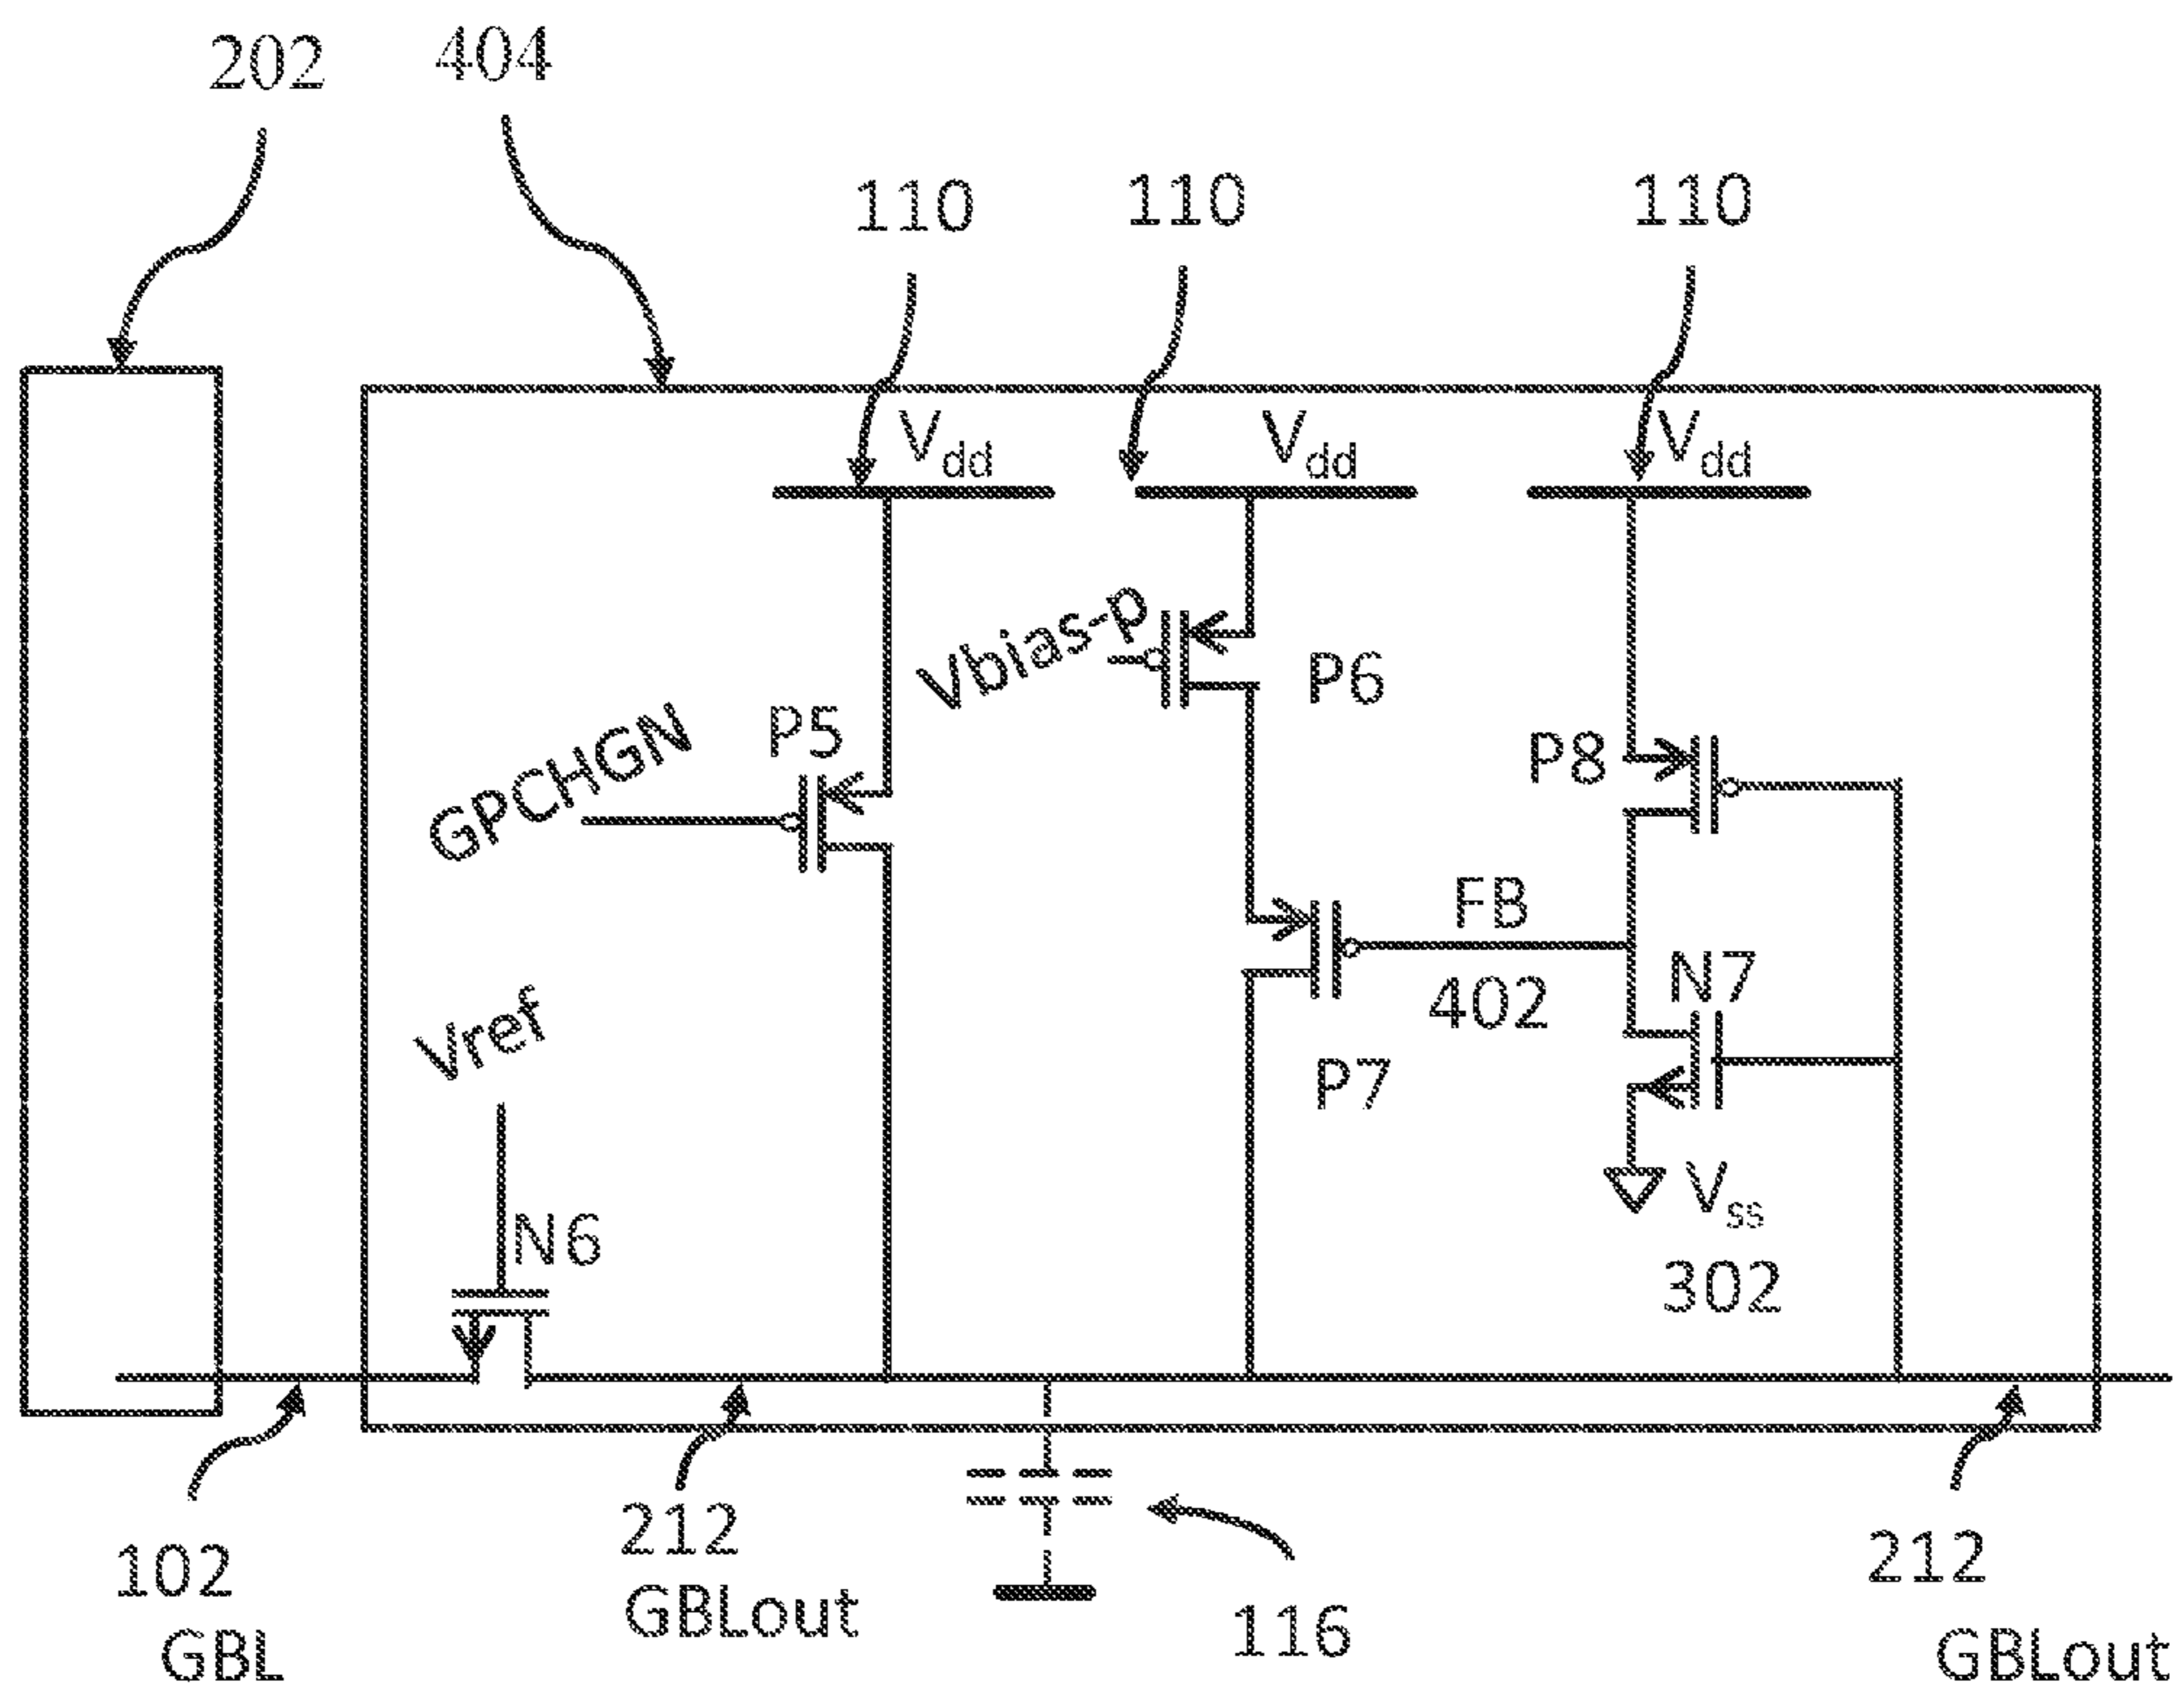 202 404
110 110 110
Vdd Vdd Vdd
Vbias-p
P6
GPCHGN P5
P8
FB
402
N7
Vref
P7
Vss
302
N6
102
GBL
212
GBLout
116
212
GBLout